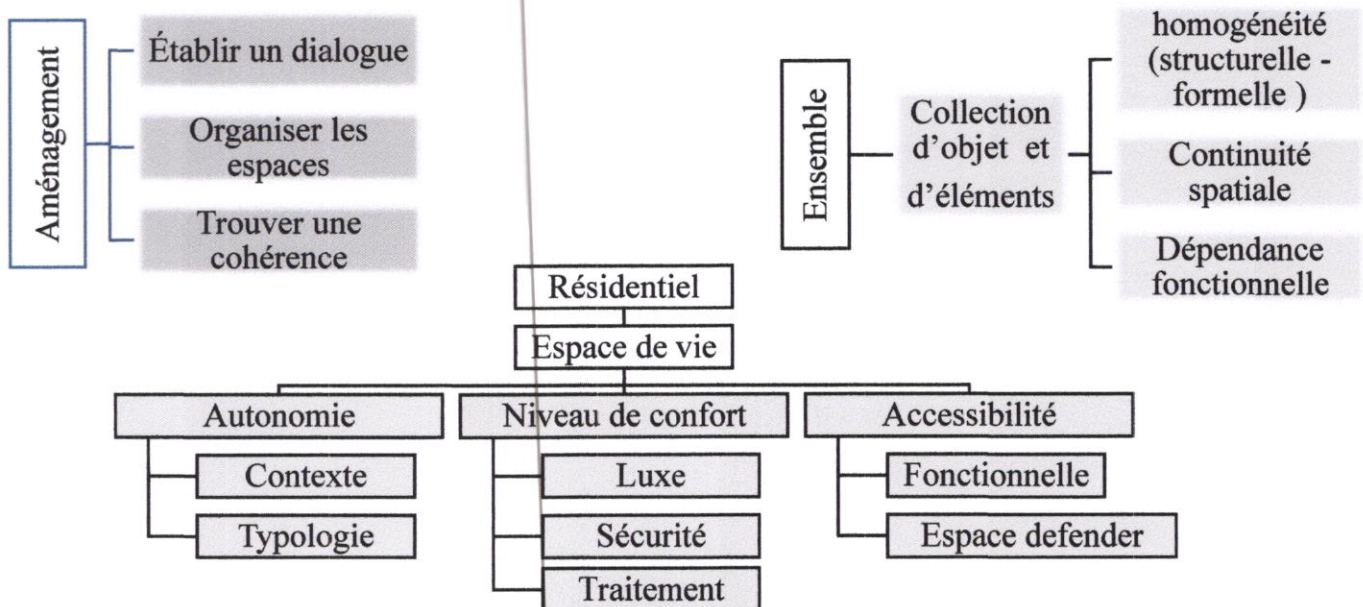 Aménagement
Établir un dialogue
Organiser les
espaces
Trouver une
cohérence
Ensemble
Collection
d'objet et
d'éléments
homogénéité
(structurelle -
formelle )
Continuité
spatiale
Dépendance
fonctionnelle
Résidentiel
Espace de vie
Autonomie
Contexte
Typologie
Niveau de confort
Luxe
Sécurité
Traitement
Accessibilité
Fonctionnelle
Espace defender